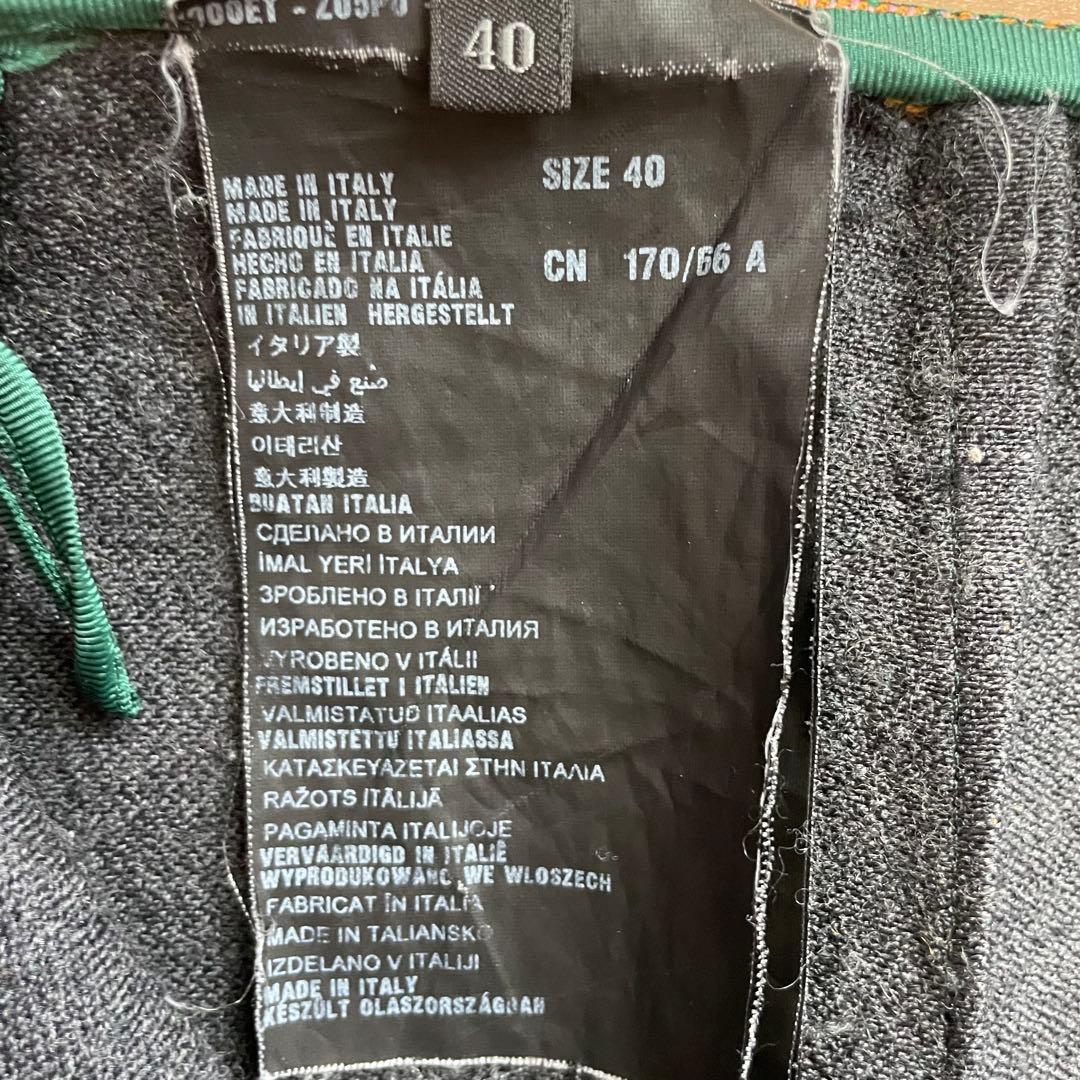 40
SIZE 40
CN 170/66 A
MADE IN ITALY
MADE IN ITALY
FABRIQUÈ EN ITALIE
HECHO EN ITALIA
FABRICADO NA ITÁLIA
IN ITALIEN HERGESTELLT
イタリア製
صُنع في إيطانيا
意大利制造
이태리산
意大利製造
BUATAN ITALIA
СДЕЛАНО В ИТАЛИИ
İMAL YERİ İTALYA
ЗРОБЛЕНО В ІТАЛІЇ
ИЗРАБОТЕНО В ИТАЛИЯ
VYROBENO V ITÁLII
FREMSTILLET I ITALIEN
VALMISTATUD ITAALIAS
VALMISTETTU ITALIASSA
ΚΑΤΑΣΚΕΥΑΖΕΤΑΙ ΣΤΗΝ ΙΤΑΛΙΑ
RAŽOTS ITĀLIJĀ
PAGAMINTA ITALIJOJE
VERVAARDIGD IN ITALIË
WYPRODUKOWANO WE WLOSZECH
FABRICAT ÎN ITALIA
MADE IN TALIANSKO
IZDELANO V ITALIJI
MADE IN ITALY
KÉSZÜLT OLASZORSZÁGBAN